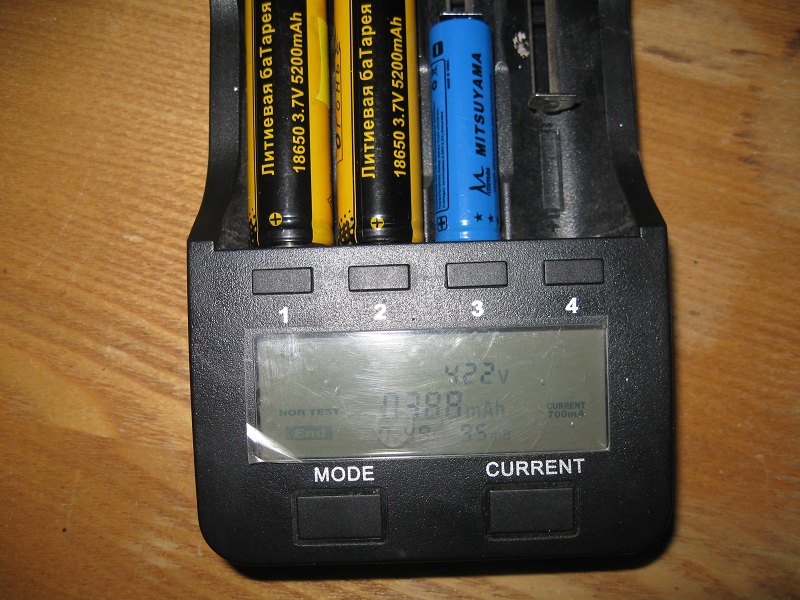 Литиевая баТарея
18650 3.7V 5200mAh
Литиевая баТарея
18650 3.7V 5200mAh
MITSUYAMA
1 2 3 4
4.22V
NOR TEST 0388mAh CURRENT
700mA
End 35mR
MODE CURRENT